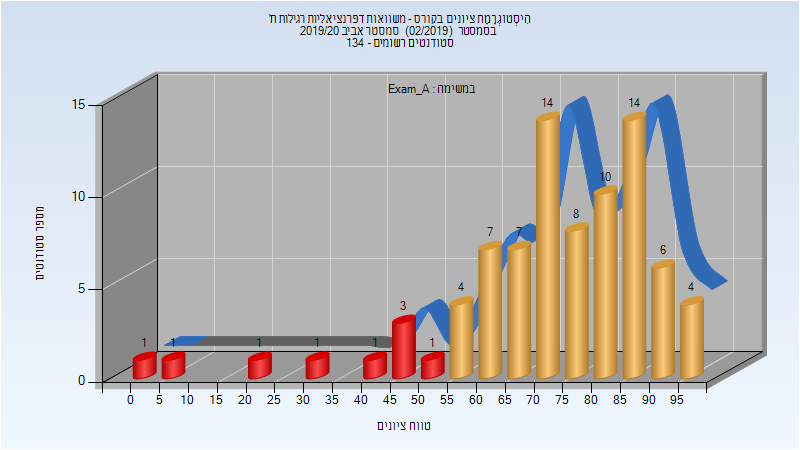 היסטוגרמת ציונים בקורס - משוואות דפרנציאליות רגילות ח'
בסמסטר (02/2019) סמסטר אביב 2019/20
סטודנטים רשומים - 134
במשימה : Exam_A
מספר סטודנטים
15
10
5
0
1 1 1 1 1 3 1 4 7 7 14 8 10 14 6 4
0 5 10 15 20 25 30 35 40 45 50 55 60 65 70 75 80 85 90 95
טווח ציונים